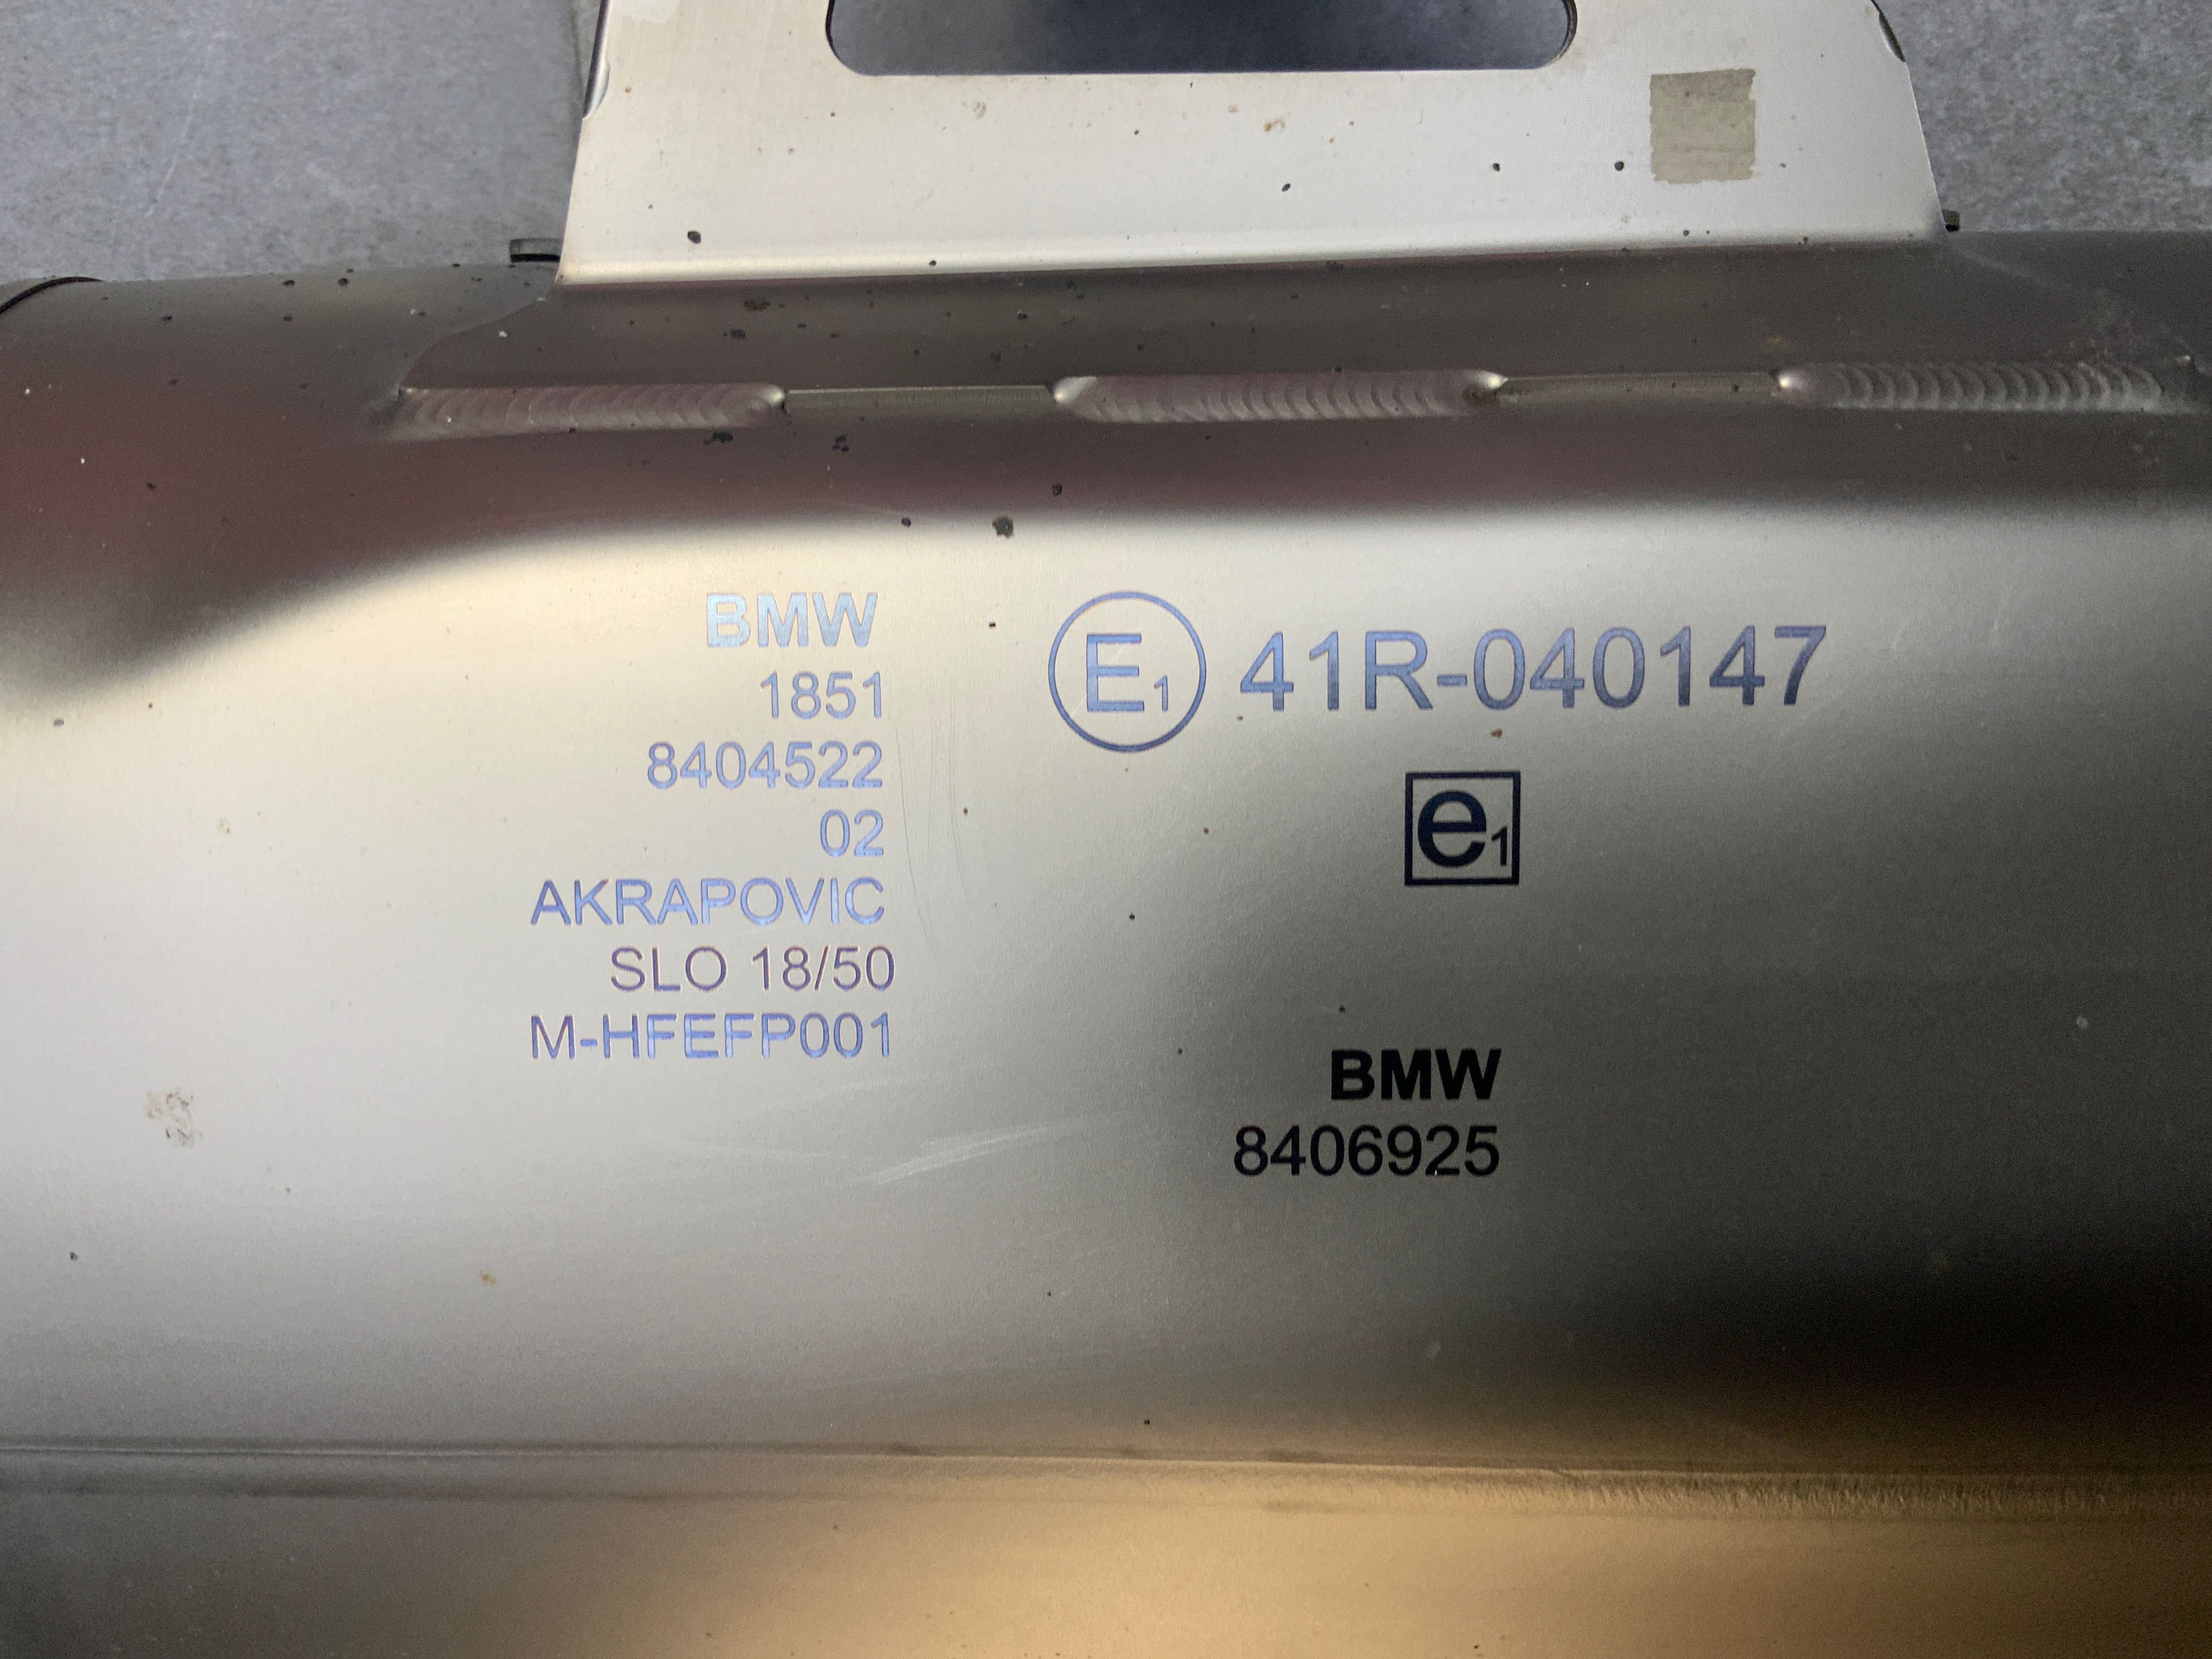 BMW
1851
8404522
02
AKRAPOVIC
SLO 18/50
M-HFEFP001
E1 41R-040147
e1
BMW
8406925